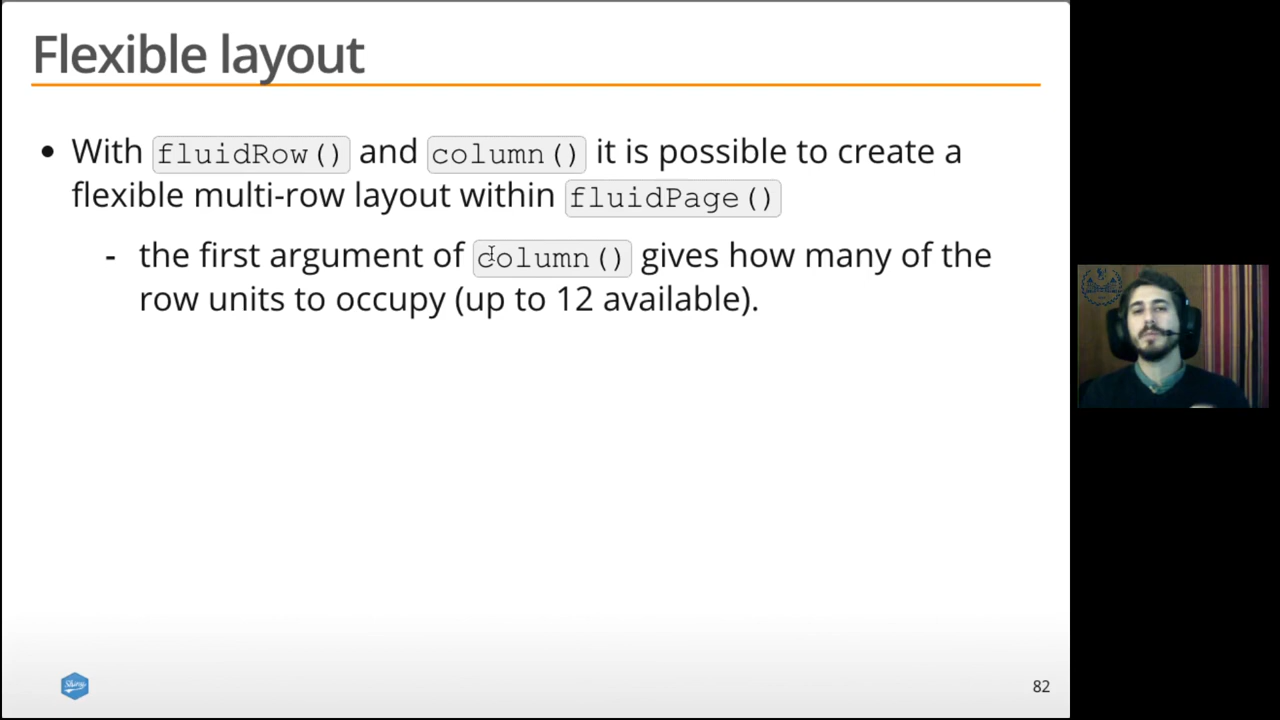 Flexible layout
• With fluidRow() and column() it is possible to create a
flexible multi-row layout within fluidPage()
- the first argument of column() gives how many of the
row units to occupy (up to 12 available).
Shiny
82